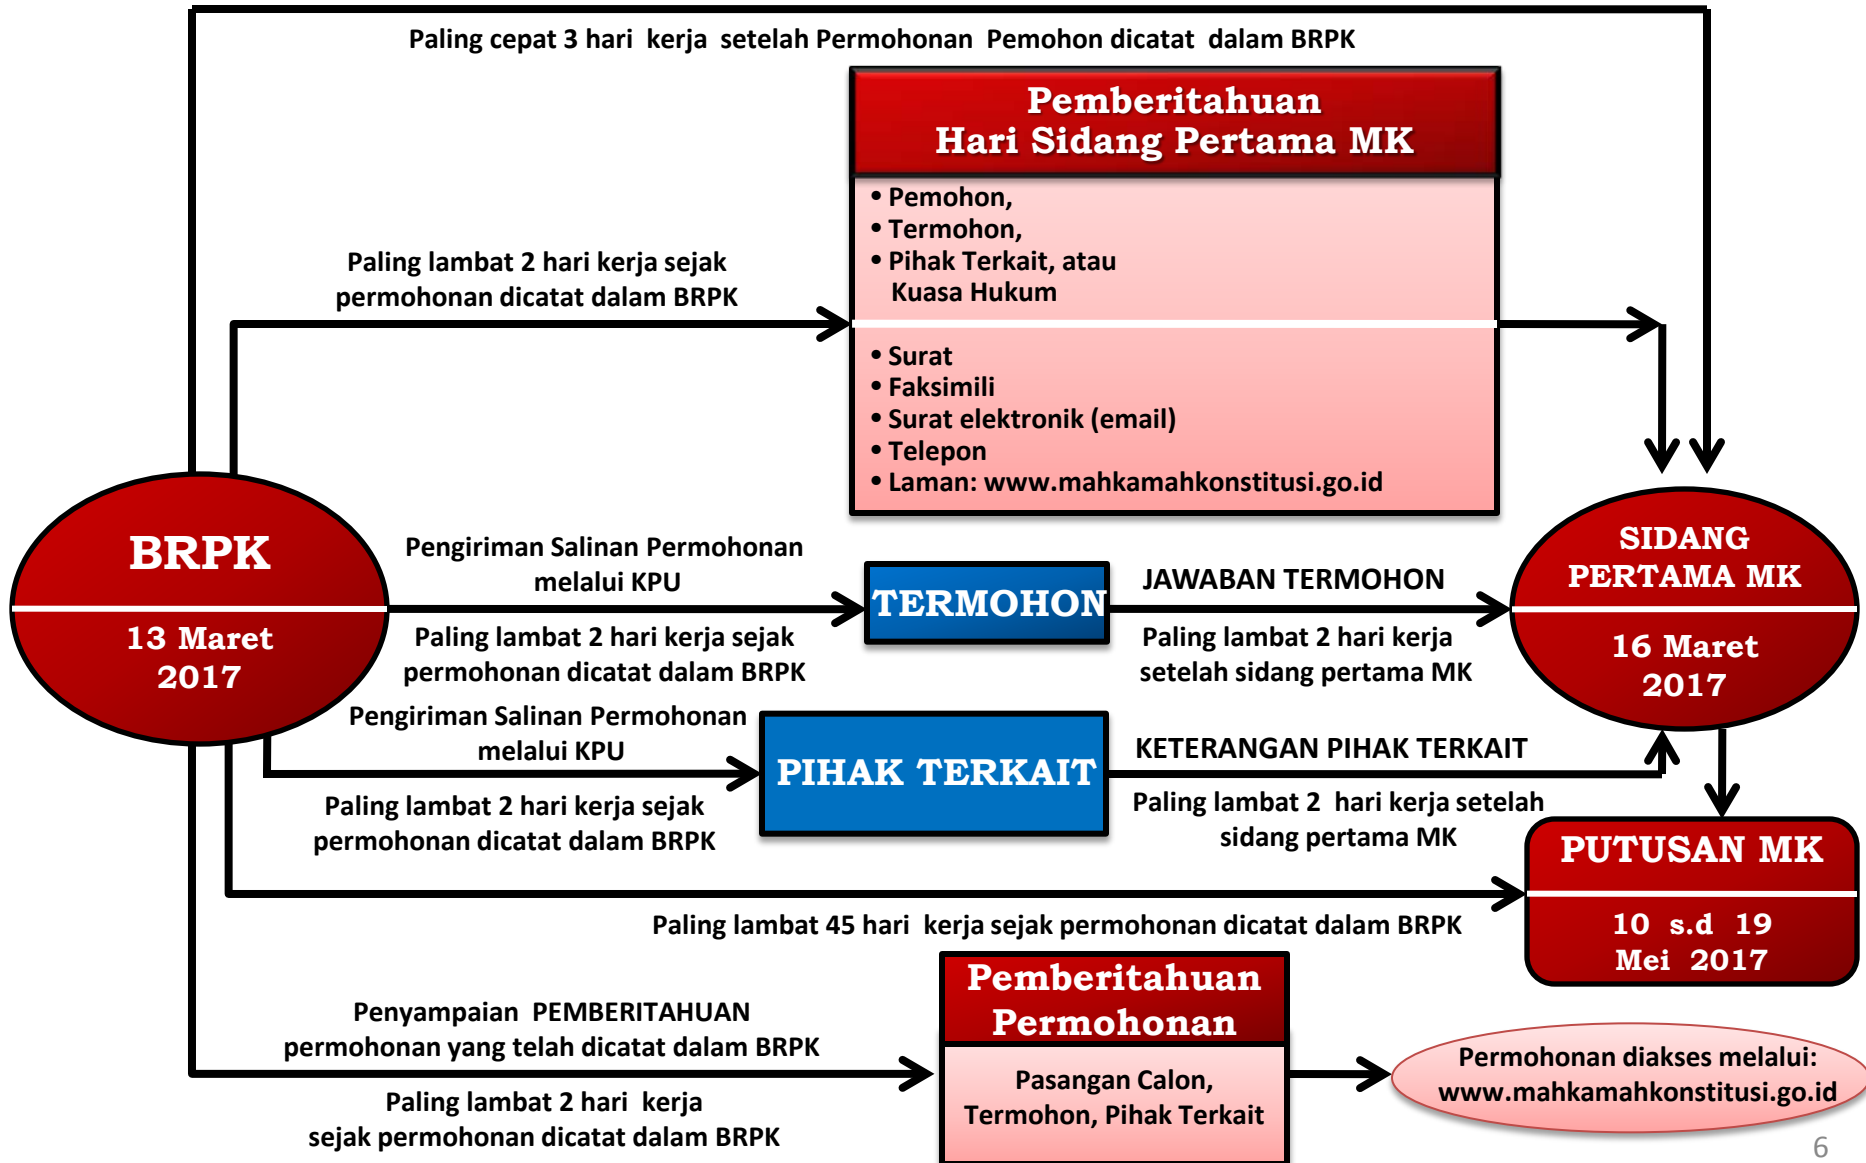 Paling cepat 3 hari kerja setelah Permohonan Pemohon dicatat dalam BRPK
Pemberitahuan
Hari Sidang Pertama MK
• Pemohon,
• Termohon,
• Pihak Terkait, atau
Kuasa Hukum
Paling lambat 2 hari kerja sejak
permohonan dicatat dalam BRPK
• Surat
• Faksimili
• Surat elektronik (email)
• Telepon
• Laman: www.mahkamahkonstitusi.go.id
BRPK
13 Maret
2017
Pengiriman Salinan Permohonan
melalui KPU
Paling lambat 2 hari kerja sejak
permohonan dicatat dalam BRPK
TERMOHON
JAWABAN TERMOHON
Paling lambat 2 hari kerja
setelah sidang pertama MK
SIDANG
PERTAMA MK
16 Maret
2017
Pengiriman Salinan Permohonan
melalui KPU
Paling lambat 2 hari kerja sejak
permohonan dicatat dalam BRPK
PIHAK TERKAIT
KETERANGAN PIHAK TERKAIT
Paling lambat 2 hari kerja setelah
sidang pertama MK
PUTUSAN MK
10 s.d 19
Mei 2017
Paling lambat 45 hari kerja sejak permohonan dicatat dalam BRPK
Penyampaian PEMBERITAHUAN
permohonan yang telah dicatat dalam BRPK
Paling lambat 2 hari kerja
sejak permohonan dicatat dalam BRPK
Pemberitahuan
Permohonan
Pasangan Calon,
Termohon, Pihak Terkait
Permohonan diakses melalui:
www.mahkamahkonstitusi.go.id
6